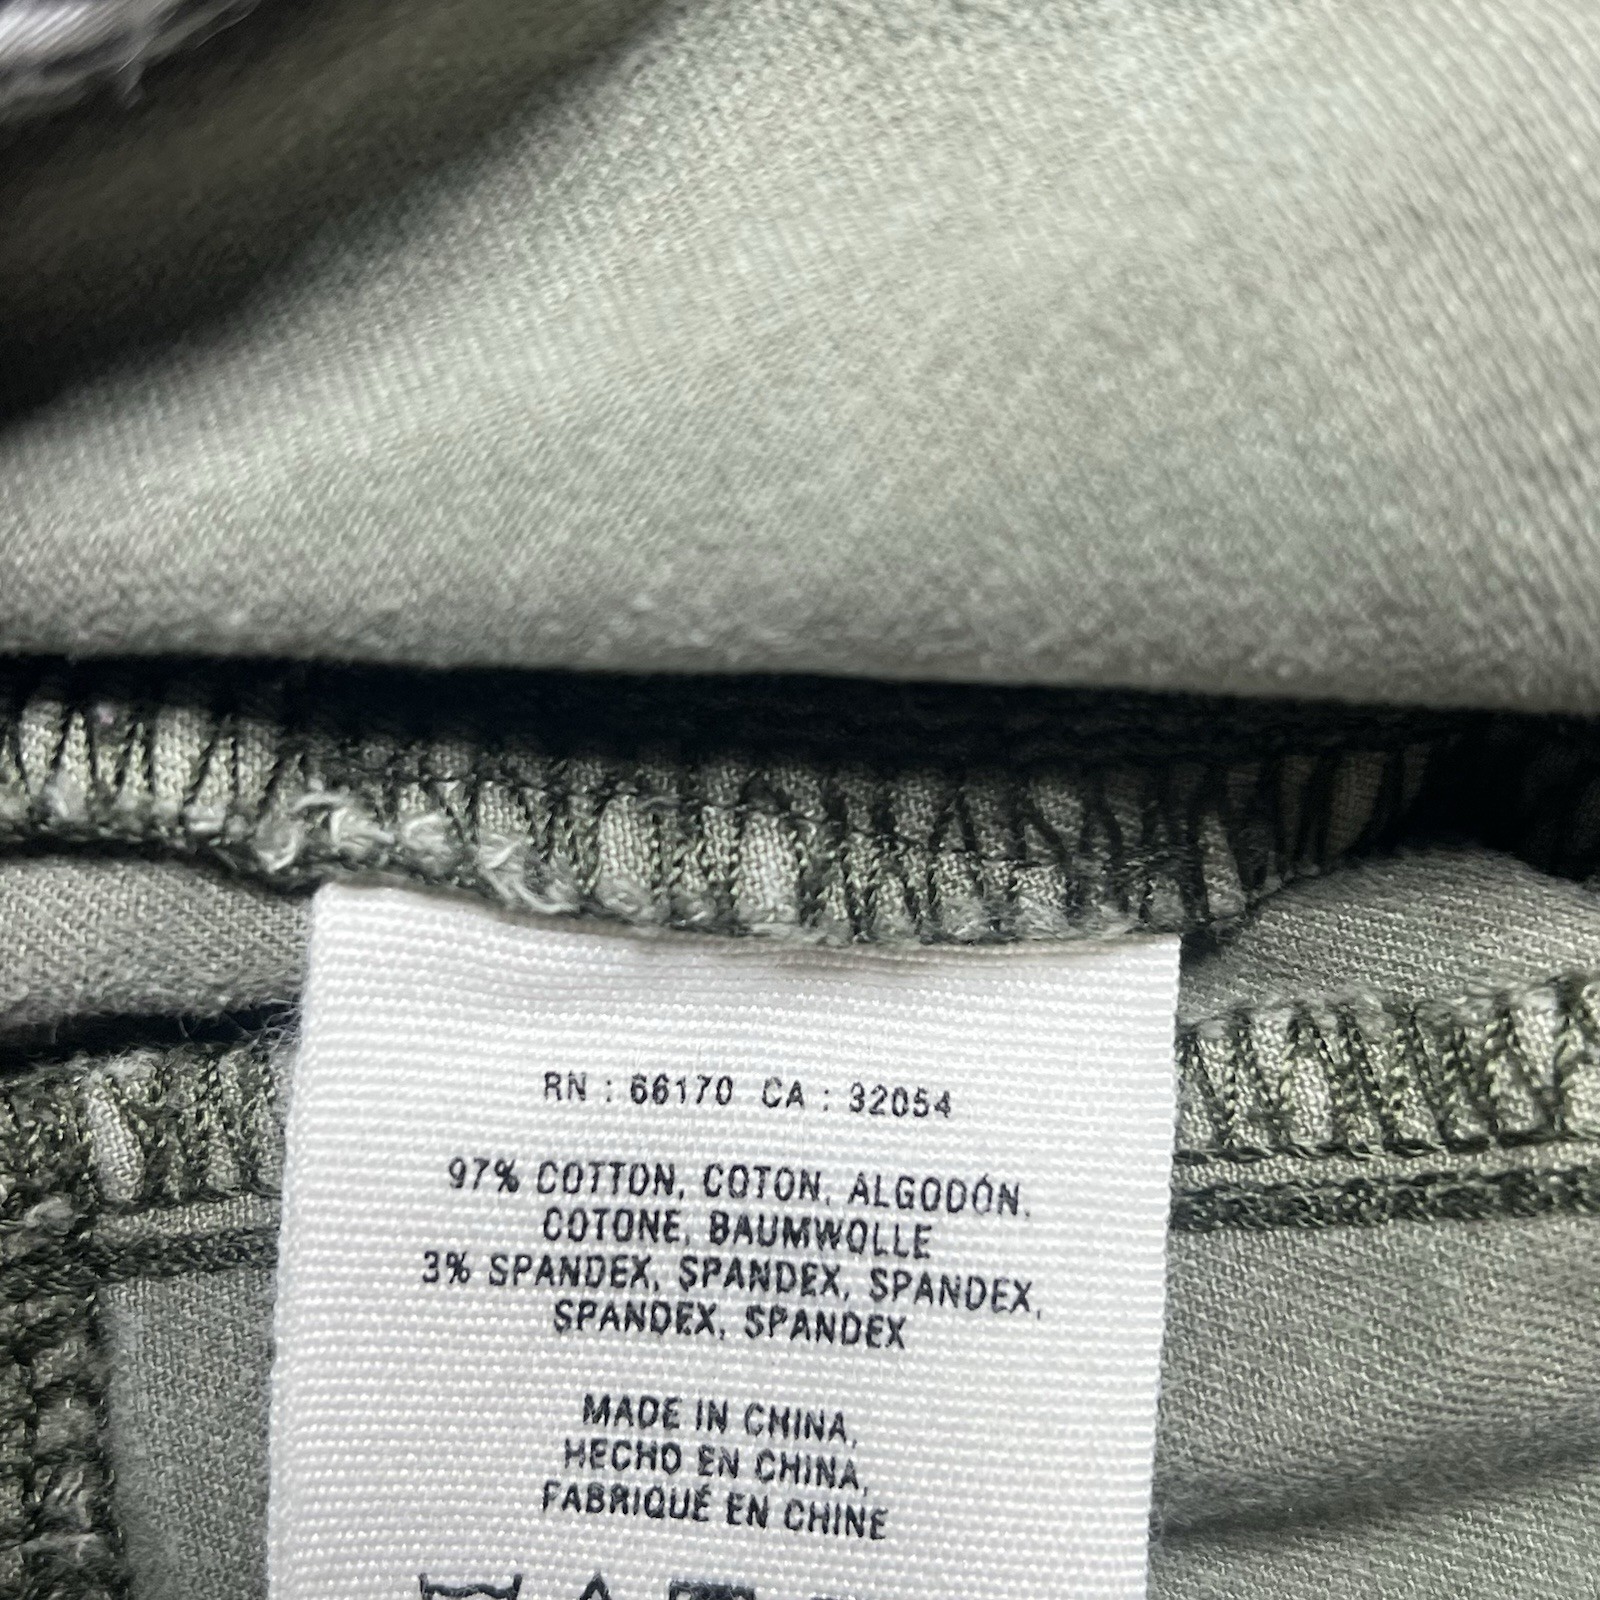 RN : 66170 CA : 32054
97% COTTON, COTON, ALGODÓN,
COTONE, BAUMWOLLE
3% SPANDEX, SPANDEX, SPANDEX,
SPANDEX, SPANDEX
MADE IN CHINA,
HECHO EN CHINA,
FABRIQUÉ EN CHINE